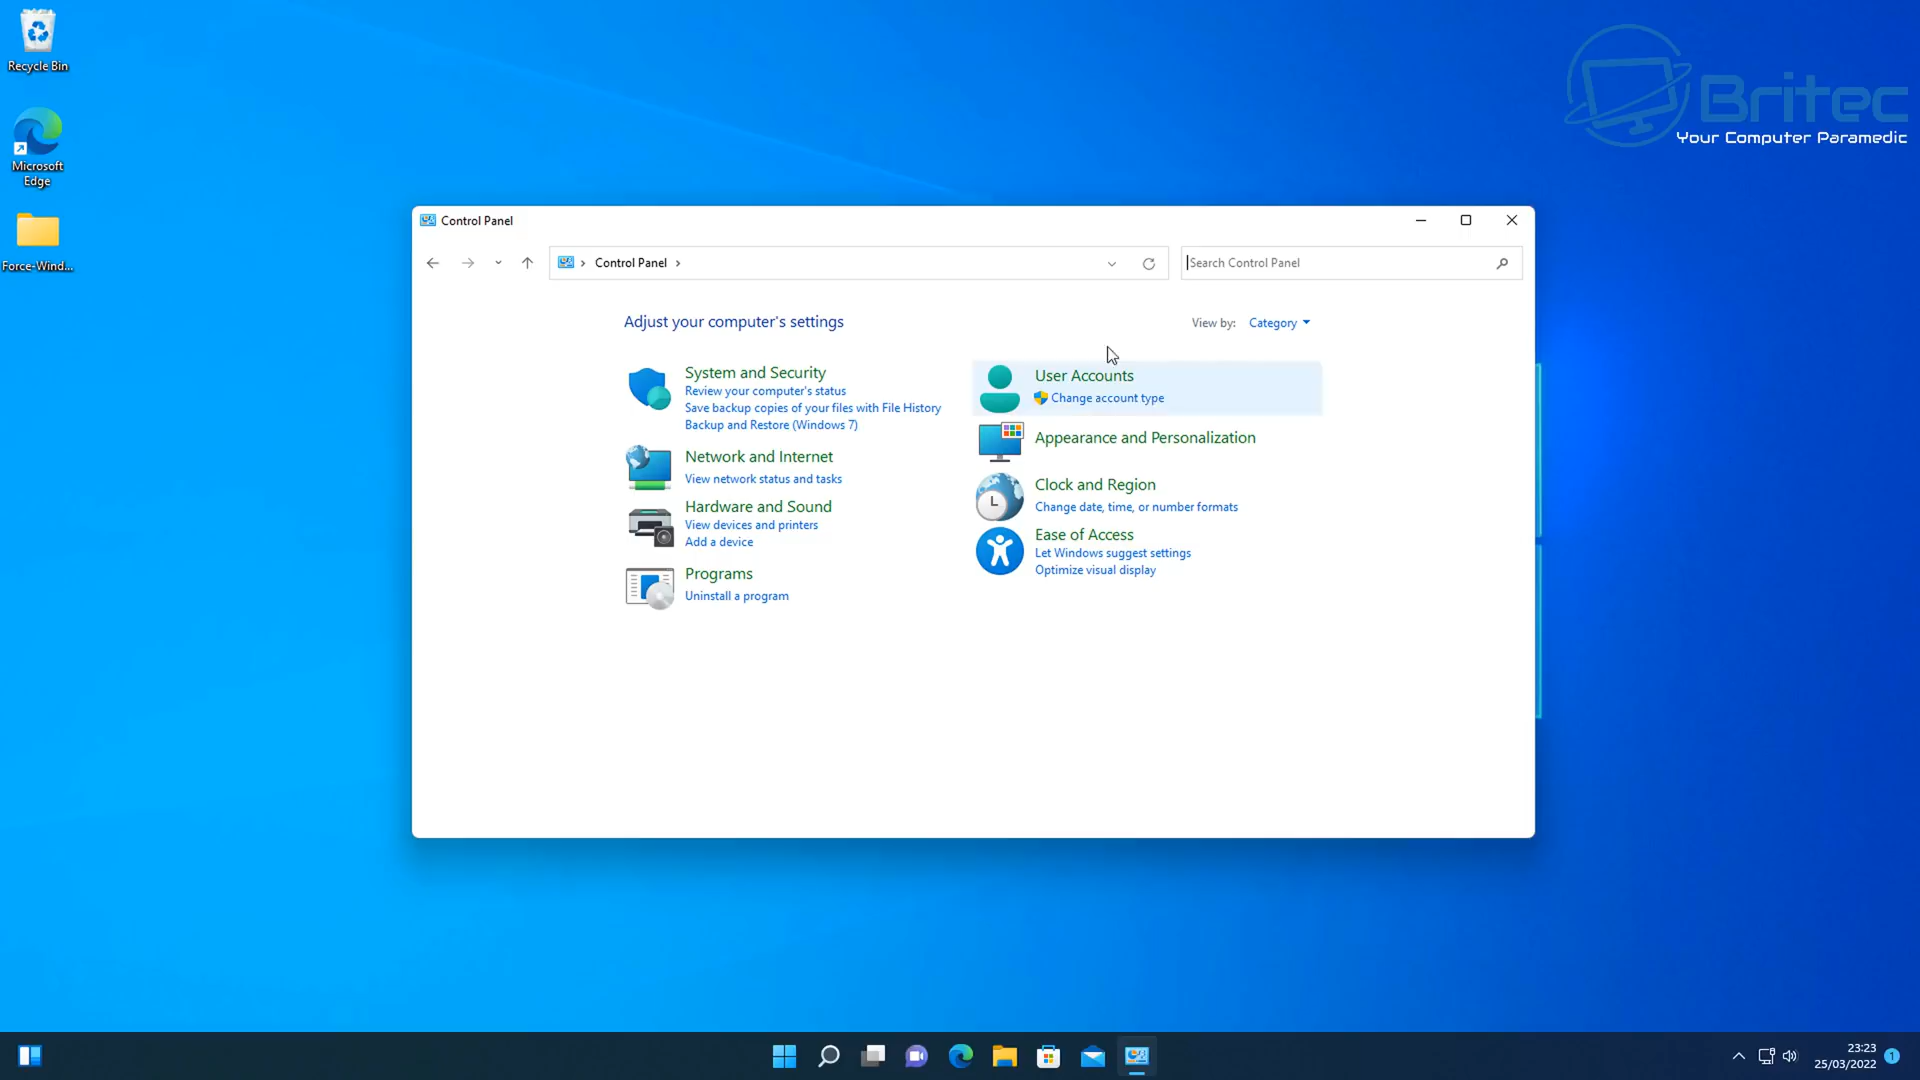 Recycle Bin
Britec
Your Computer Paramedic
Microsoft
Edge
Force-Wind...
Control Panel
Control Panel
Search Control Panel
Adjust your computer's settings
View by: Category
System and Security
Review your computer's status
Save backup copies of your files with File History
Backup and Restore (Windows 7)
Network and Internet
View network status and tasks
Hardware and Sound
View devices and printers
Add a device
Programs
Uninstall a program
User Accounts
Change account type
Appearance and Personalization
Clock and Region
Change date, time, or number formats
Ease of Access
Let Windows suggest settings
Optimize visual display
23:23
25/03/2022
1